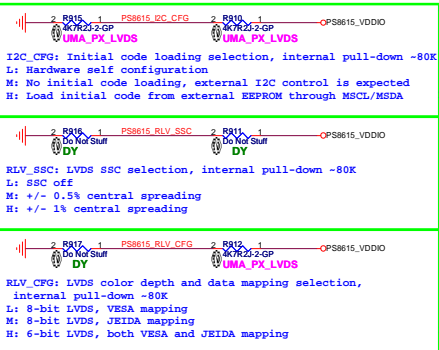 2 R915 1 PS8615_I2C_CFG 2 R910 1 PS8615_VDDIO
4K7R2J-2-GP 4K7R2J-2-GP
UMA_PX_LVDS UMA_PX_LVDS
I2C_CFG: Initial code loading selection, internal pull-down ~80K
L: Hardware self configuration
M: No initial code loading, external I2C control is expected
H: Load initial code from external EEPROM through MSCL/MSDA
2 R916 1 PS8615_RLV_SSC 2 R911 1 PS8615_VDDIO
Do Not Stuff Do Not Stuff
DY DY
RLV_SSC: LVDS SSC selection, internal pull-down ~80K
L: SSC off
M: +/- 0.5% central spreading
H: +/- 1% central spreading
2 R917 1 PS8615_RLV_CFG 2 R912 1 PS8615_VDDIO
Do Not Stuff 4K7R2J-2-GP
DY UMA_PX_LVDS
RLV_CFG: LVDS color depth and data mapping selection,
internal pull-down ~80K
L: 8-bit LVDS, VESA mapping
M: 8-bit LVDS, JEIDA mapping
H: 6-bit LVDS, both VESA and JEIDA mapping